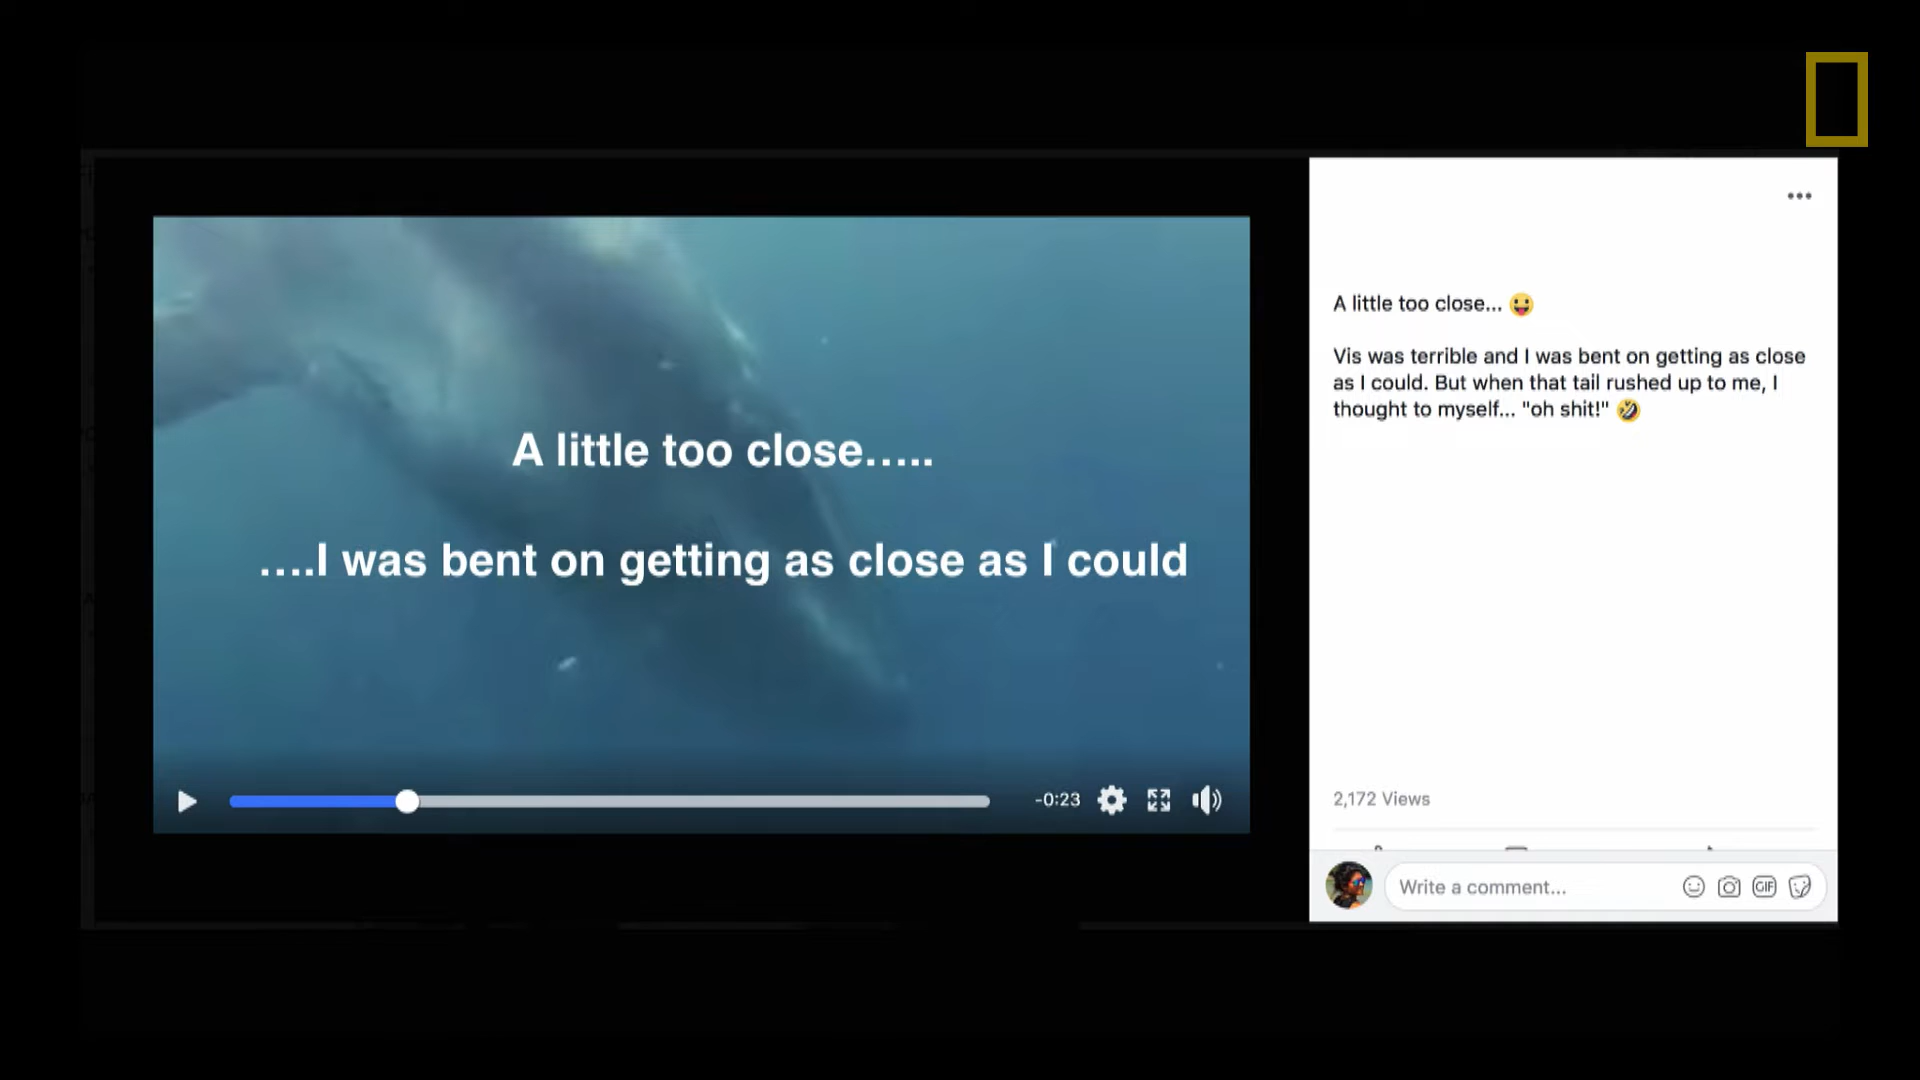 A little too close…..
….I was bent on getting as close as I could
-0:23
A little too close... 😛
Vis was terrible and I was bent on getting as close
as I could. But when that tail rushed up to me, I
thought to myself... "oh shit!" 🤣
2,172 Views
Write a comment...
GIF